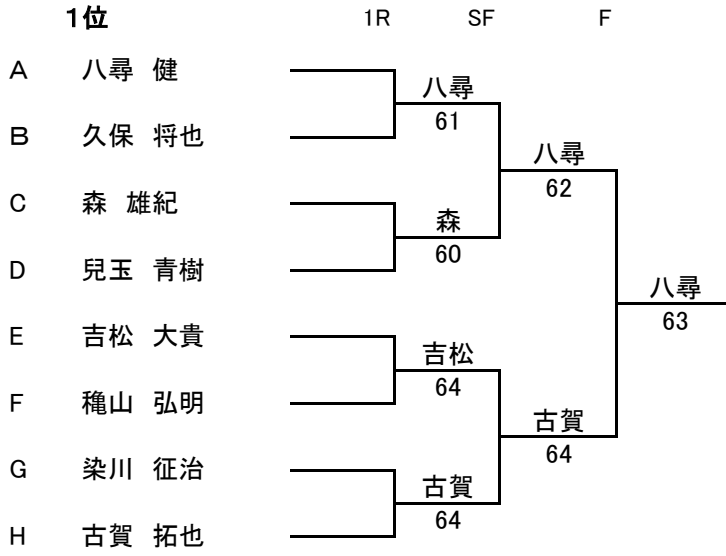 1位 1R SF F
A 八尋 健
八尋
61
B 久保 将也
八尋
62
C 森 雄紀
森
60
D 兒玉 青樹
八尋
63
E 吉松 大貴
吉松
64
F 穐山 弘明
古賀
64
G 染川 征治
古賀
64
H 古賀 拓也